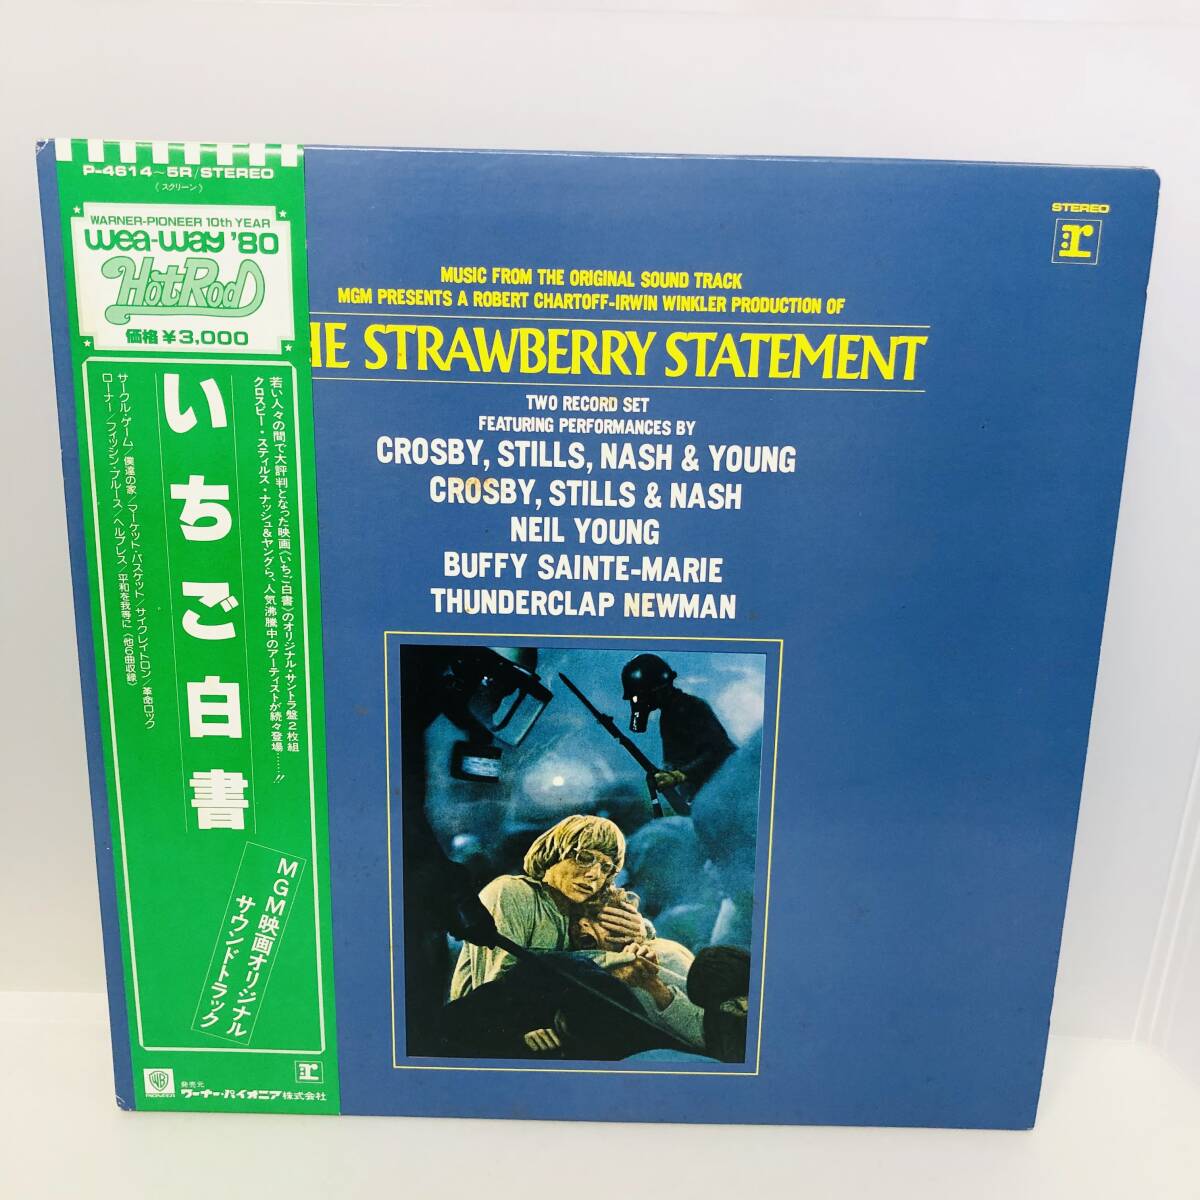 P-4614~5R/STEREO
《スクリーン》
WARNER-PIONEER 10th YEAR
wea-way '80
HotRod
価格¥3,000
若い人々の間で大評判となった映画《いちご白書》のオリジナル・サントラ盤2枚組
クロスビー・スティルス・ナッシュ&ヤングら、人気沸騰中のアーティストが続々登場……!!
いちご白書
サークル・ゲーム/僕達の家/マーケット・バスケット/サイクレイトロン/革命ロック
ローナー/フィッシン・ブルース/ヘルプレス/平和を我等に(他6曲収録)
MGM映画オリジナル
サウンドトラック
WB
PIONEER
発売元
ワーナー・パイオニア株式会社
r
STEREO
r
MUSIC FROM THE ORIGINAL SOUND TRACK
MGM PRESENTS A ROBERT CHARTOFF-IRWIN WINKLER PRODUCTION OF
HE STRAWBERRY STATEMENT
TWO RECORD SET
FEATURING PERFORMANCES BY
CROSBY, STILLS, NASH & YOUNG
CROSBY, STILLS & NASH
NEIL YOUNG
BUFFY SAINTE-MARIE
THUNDERCLAP NEWMAN